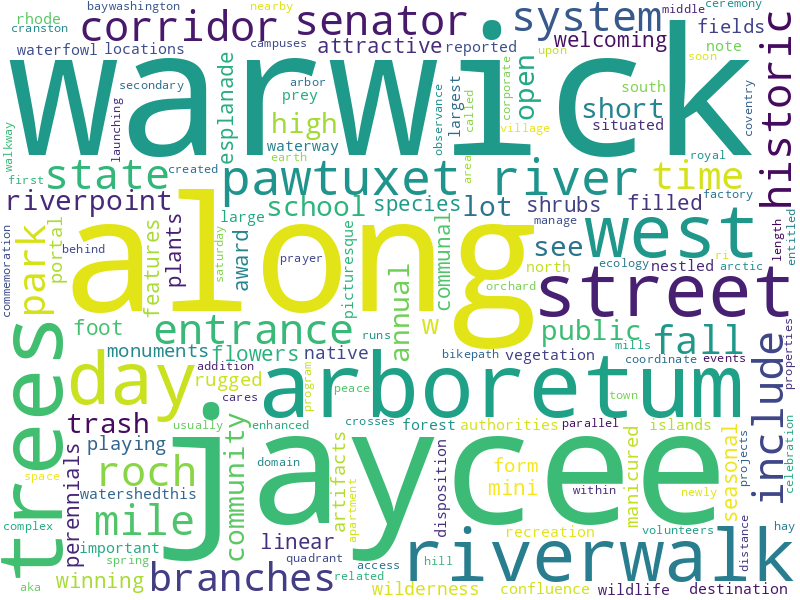 baywashington
nearby
middle
ceremony
rhode
cranston
corridor
senator
system
fields
waterfowl
locations
campuses
attractive
reported
welcoming
upon
note
soon
warwick
secondary
arbor
prey
esplanade
launching
walkway
high
waterway
earth
observance
largest
called
area
corporate
open
village
short
situated
south
coventry
historic
state
created
first
pawtuxet river
time
royal
factory
riverpoint
large
school
species
lot
shrubs
filled
manage
length
entitled
commemoration
park
portal
behind
features
plants
saturday
award
prayer
picturesque
communal
along
see
west
north
ecology
nestled
arctic
ri
orchard
street
foot
entrance
annual
w
public
fall
runs
mills
monuments
flowers
native
bikepath
vegetation
coordinate
events
properties
addition
rugged
program
peace
cares
town
trees
day
arboretum
include
trash
usually
enhanced
crosses
forest
authorities
parallel
islands
playing
community
jaycee
space
perennials
roch
domain
artifacts
apartment
disposition
form
mini
within
manicured
seasonal
newly
projects
celebration
watershedthis
complex
mile
important
spring
linear
quadrant
related
access
hill
recreation
volunteers
distance
hay
riverwalk
aka
winning
branches
wilderness
confluence
wildlife
destination